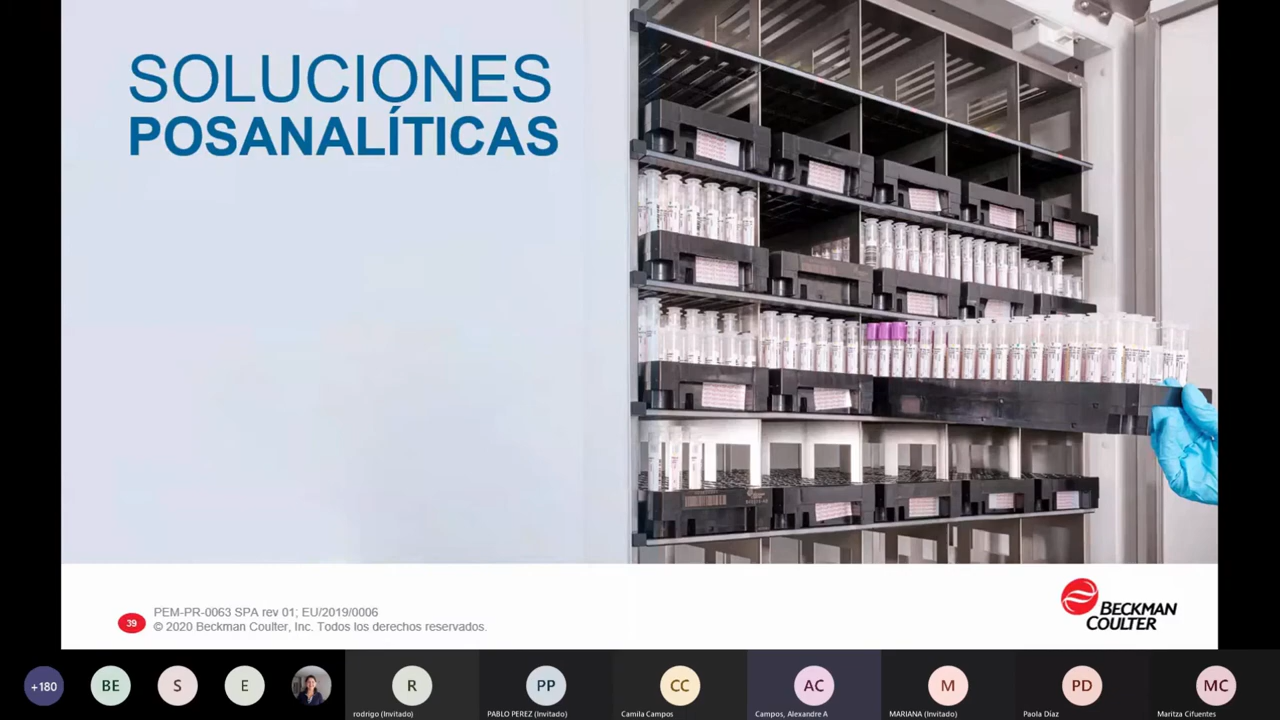 SOLUCIONES
POSANALÍTICAS
39
PEM-PR-0063 SPA rev 01; EU/2019/0006
© 2020 Beckman Coulter, Inc. Todos los derechos reservados.
BECKMAN
COULTER
+180
BE
S
E
R
rodrigo (Invitado)
PP
PABLO PEREZ (Invitado)
CC
Camila Campos
AC
Campos, Alexandre A
M
MARIANA (Invitado)
PD
Paola Díaz
MC
Maritza Cifuentes